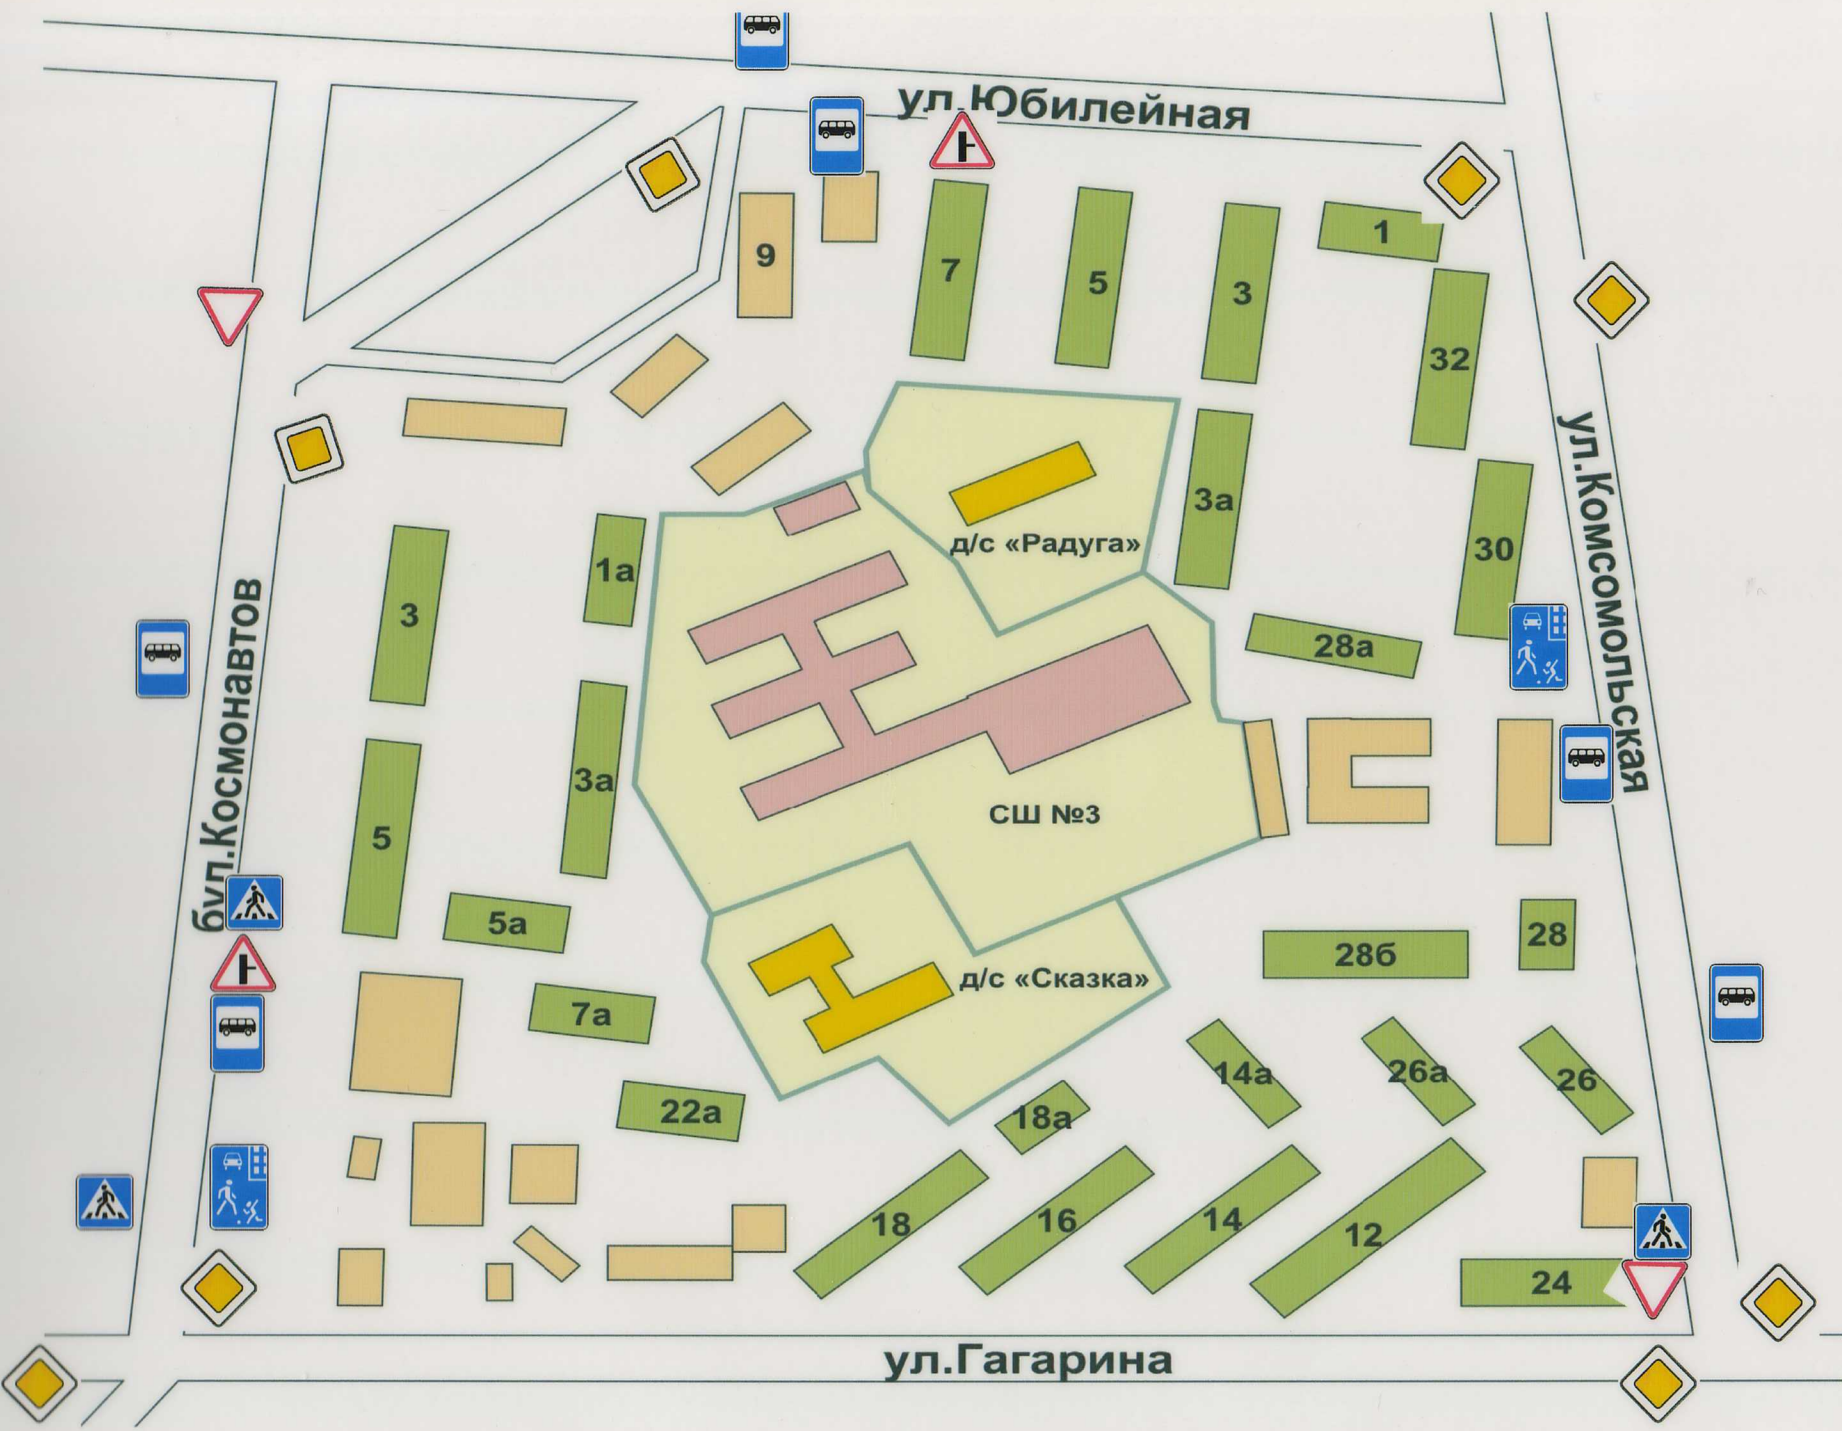 ул.Юбилейная
1
9
7
5
3
32
3а
ул.Комсомольская
30
д/с «Радуга»
1а
3
28а
бул.Космонавтов
3а
5
СШ №3
5а
28
28б
д/с «Сказка»
7а
14а
26а
26
22а
18а
18
16
14
12
24
ул.Гагарина